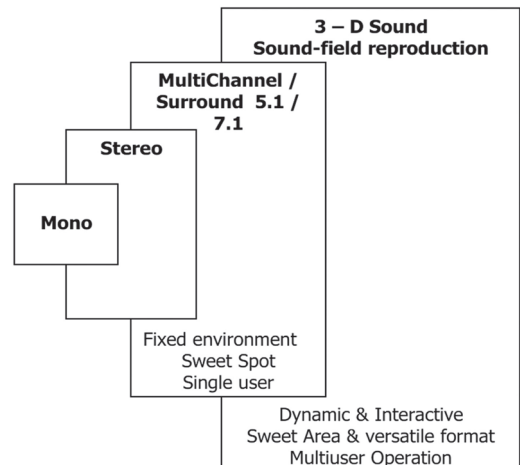 3 – D Sound
Sound-field reproduction
MultiChannel /
Surround 5.1 /
7.1
Stereo
Mono
Fixed environment
Sweet Spot
Single user
Dynamic & Interactive
Sweet Area & versatile format
Multiuser Operation